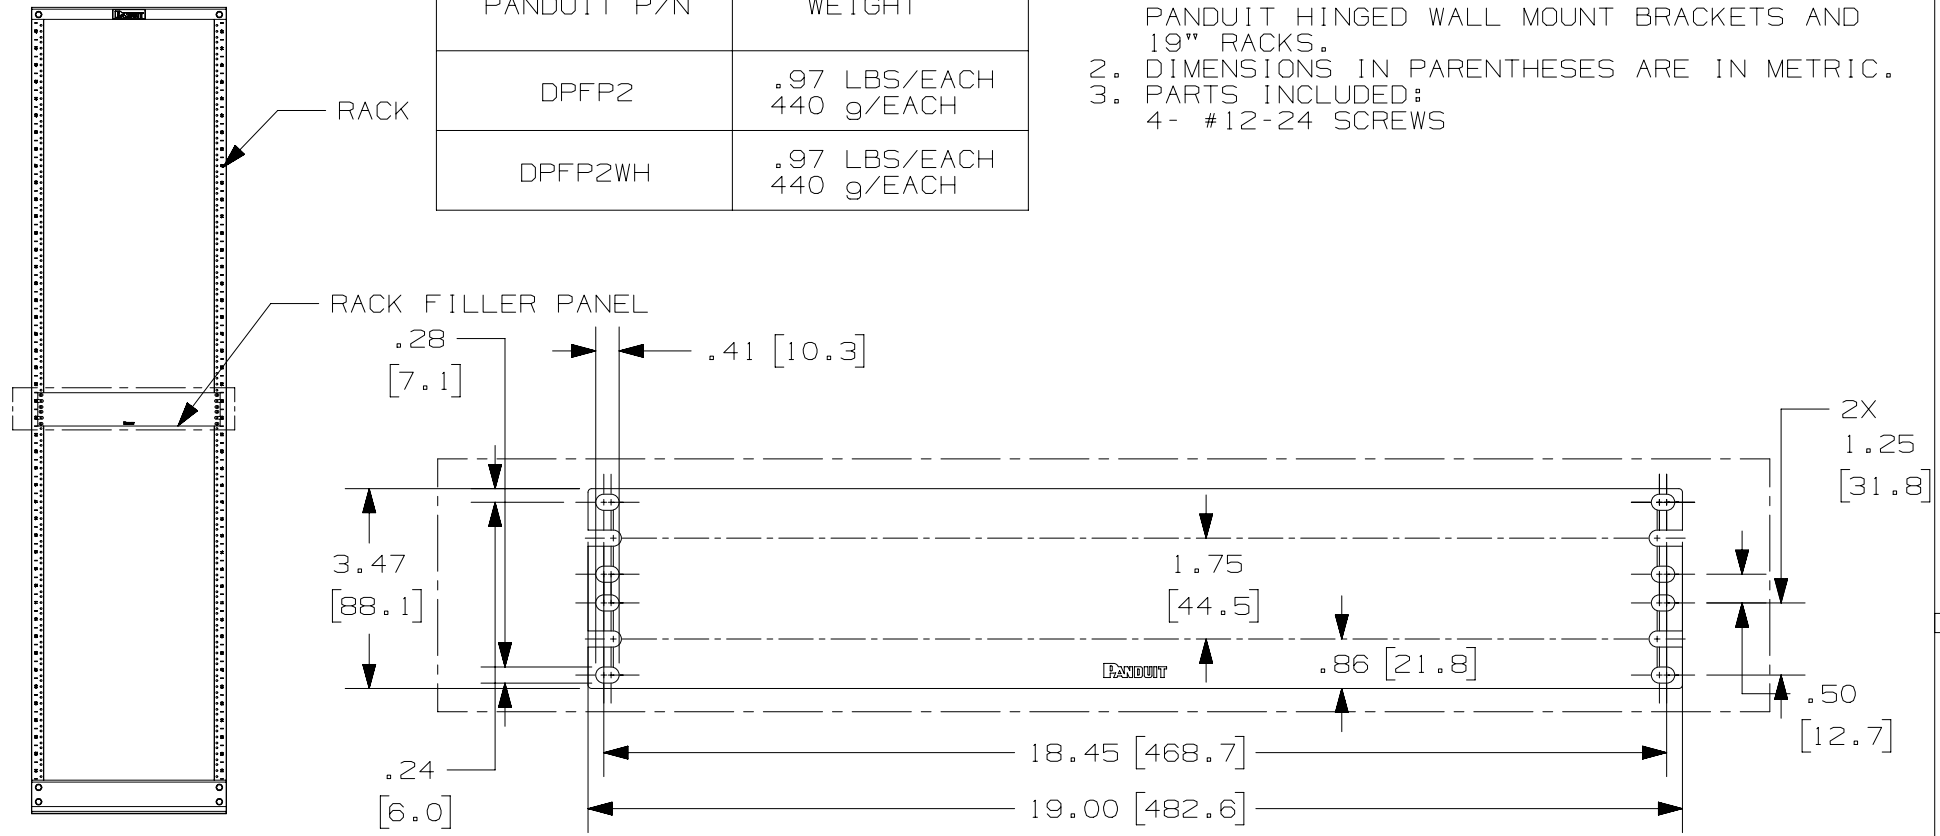 PANDUIT
RACK
RACK FILLER PANEL
PANDUIT P/N WEIGHT
DPFP2 .97 LBS/EACH
440 g/EACH
DPFP2WH .97 LBS/EACH
440 g/EACH
PANDUIT HINGED WALL MOUNT BRACKETS AND
19" RACKS.
2. DIMENSIONS IN PARENTHESES ARE IN METRIC.
3. PARTS INCLUDED:
4- #12-24 SCREWS
.28
[7.1]
.41 [10.3]
2X
1.25
[31.8]
3.47
[88.1]
1.75
[44.5]
.86 [21.8]
PANDUIT
.50
[12.7]
.24
[6.0]
18.45 [468.7]
19.00 [482.6]